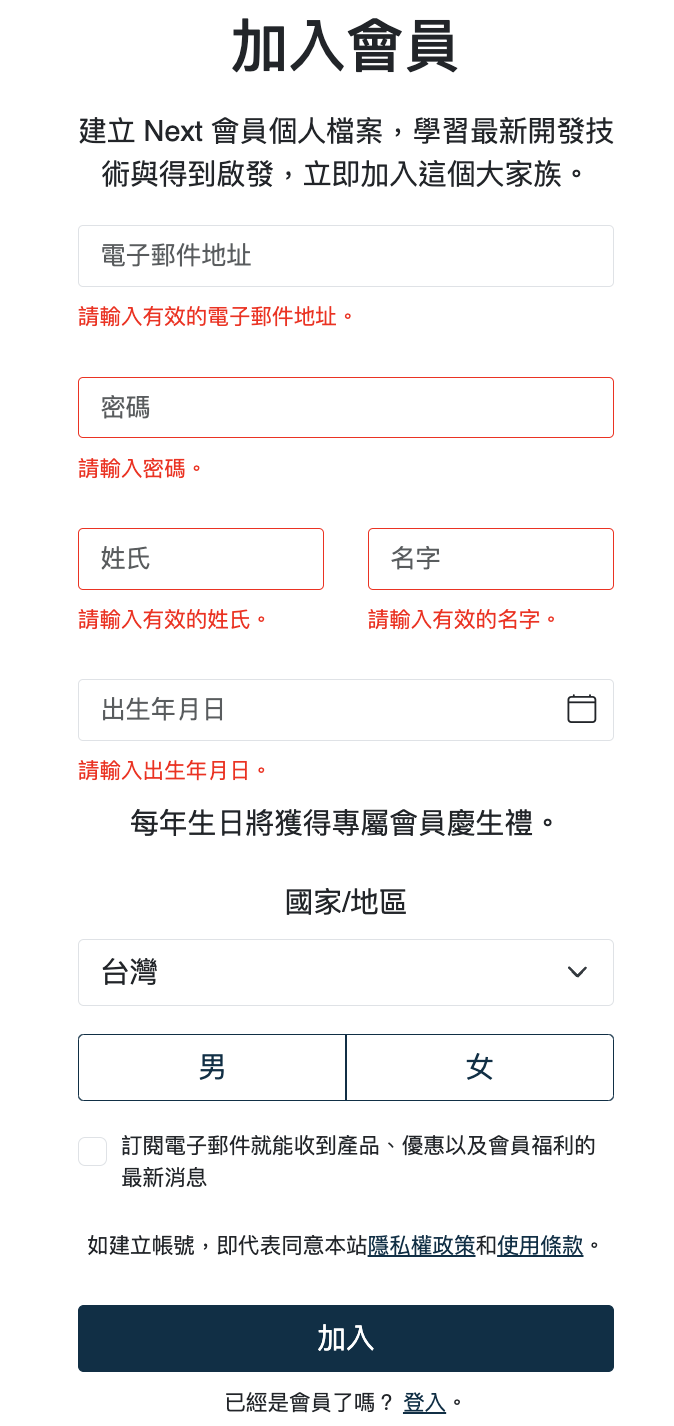 加入會員
建立 Next 會員個人檔案，學習最新開發技
術與得到啟發，立即加入這個大家族。
電子郵件地址
請輸入有效的電子郵件地址。
密碼
請輸入密碼。
姓氏 名字
請輸入有效的姓氏。 請輸入有效的名字。
出生年月日
請輸入出生年月日。
每年生日將獲得專屬會員慶生禮。
國家/地區
台灣
男 女
訂閱電子郵件就能收到產品、優惠以及會員福利的
最新消息
如建立帳號，即代表同意本站隱私權政策和使用條款。
加入
已經是會員了嗎？ 登入。